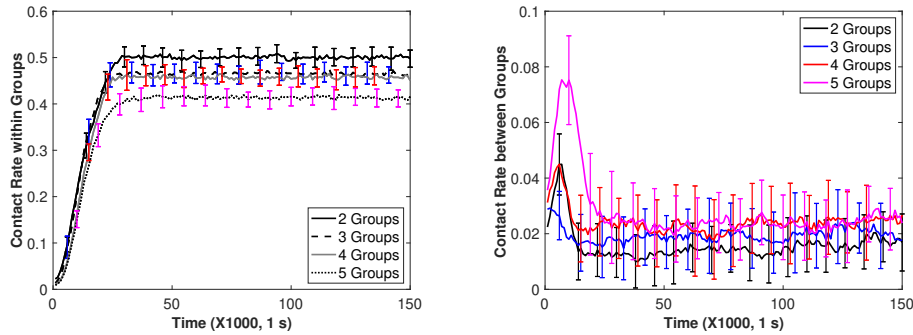 Contact Rate within Groups
0.6
0.5
0.4
0.3
0.2
0.1
0
0
50
100
150
Time (X1000, 1 s)
2 Groups
3 Groups
4 Groups
5 Groups
Contact Rate between Groups
0.1
0.08
0.06
0.04
0.02
0
0
50
100
150
Time (X1000, 1 s)
2 Groups
3 Groups
4 Groups
5 Groups